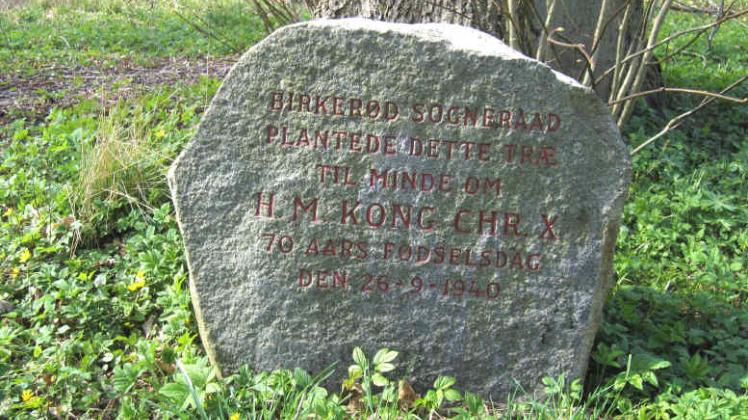 BIRKERØD SOGNERAAD
PLANTEDE DETTE TRÆ
TIL MINDE OM
H. M. KONG CHR. X.
70 AARS FØDSELSDAG
DEN 26-9-1940